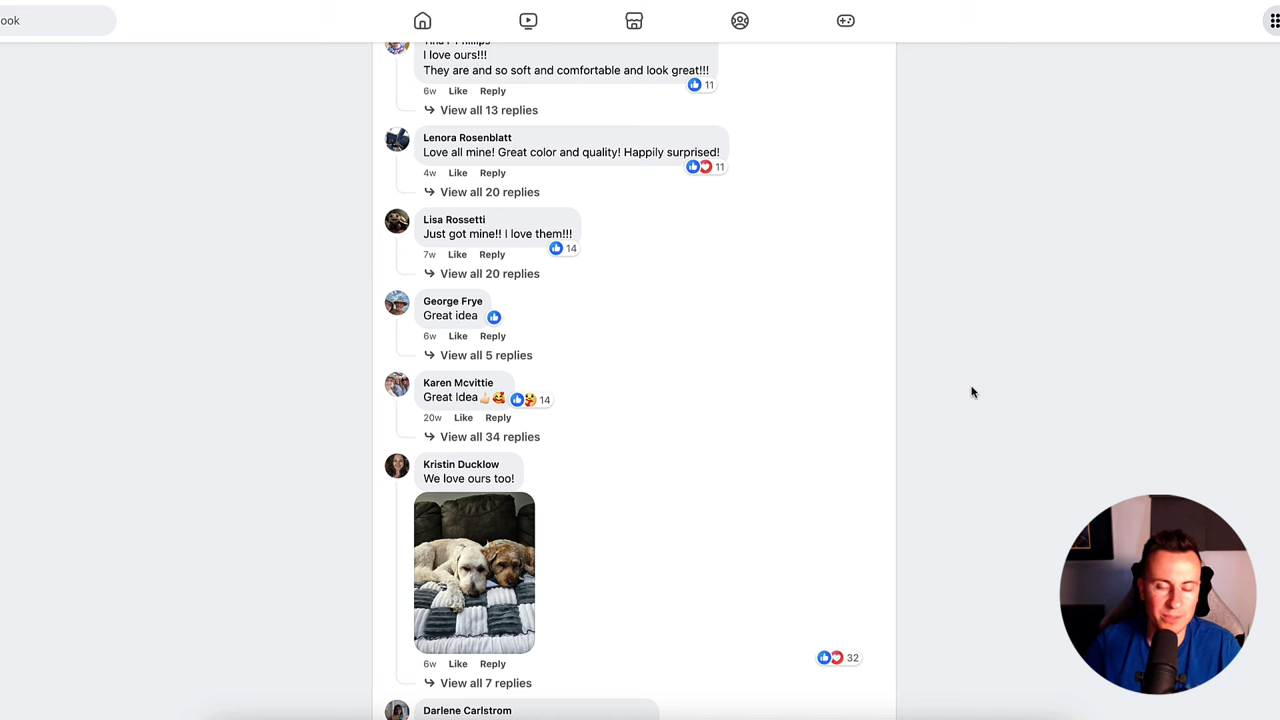 ook
I love ours!!!
They are and so soft and comfortable and look great!!!
11
6w Like Reply
View all 13 replies
Lenora Rosenblatt
Love all mine! Great color and quality! Happily surprised!
11
4w Like Reply
View all 20 replies
Lisa Rossetti
Just got mine!! I love them!!!
14
7w Like Reply
View all 20 replies
George Frye
Great idea
6w Like Reply
View all 5 replies
Karen Mcvittie
Great Idea👍🏻🥰
14
20w Like Reply
View all 34 replies
Kristin Ducklow
We love ours too!
32
6w Like Reply
View all 7 replies
Darlene Carlstrom